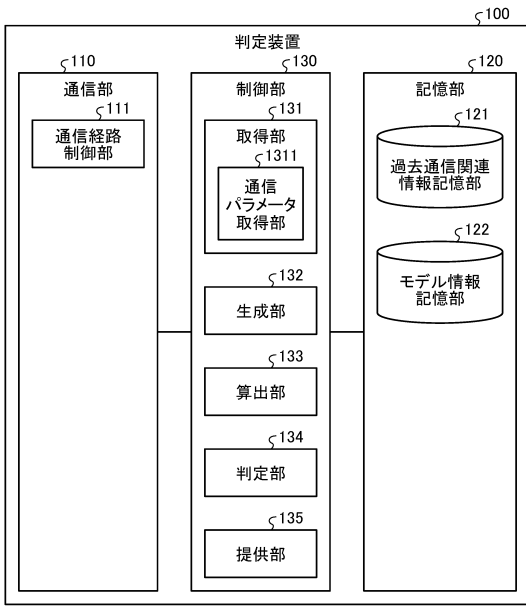 100
判定装置
110
通信部
111
通信経路
制御部
130
制御部
131
取得部
1311
通信
パラメータ
取得部
132
生成部
133
算出部
134
判定部
135
提供部
120
記憶部
121
過去通信関連
情報記憶部
122
モデル情報
記憶部